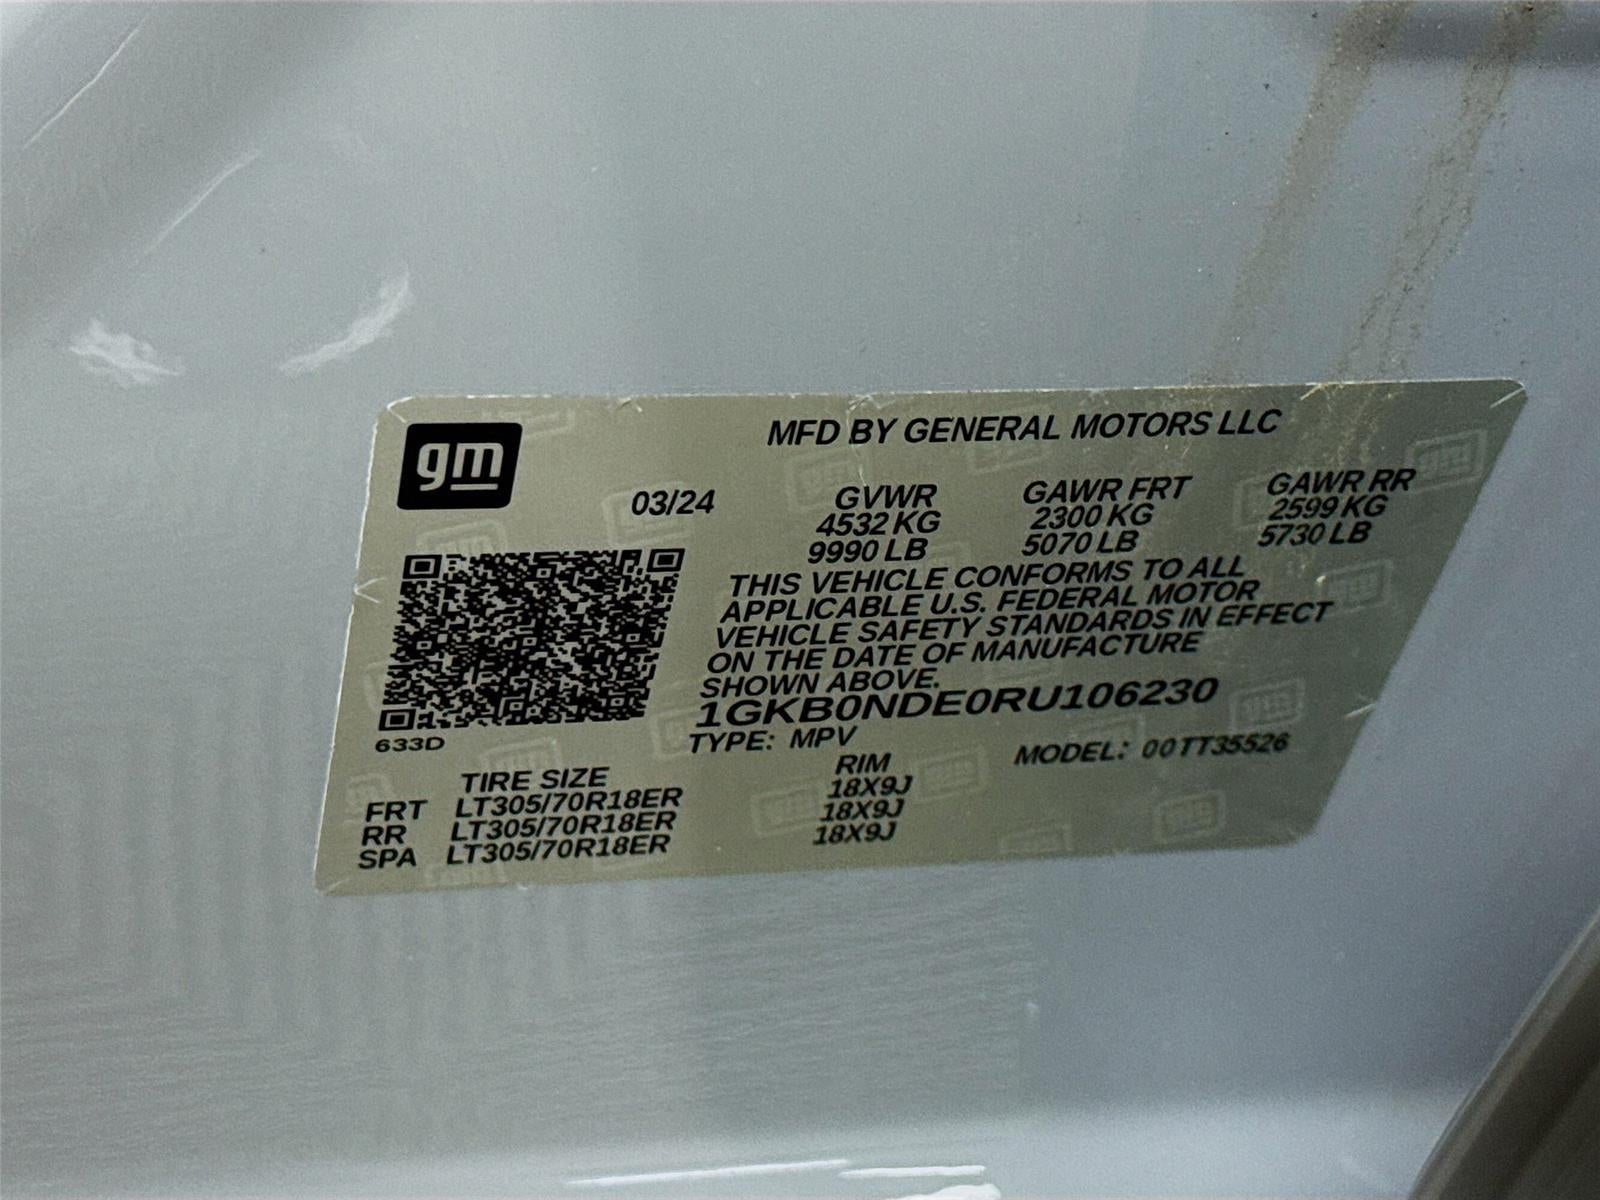 gm
MFD BY GENERAL MOTORS LLC
03/24
GVWR GAWR FRT GAWR RR
4532 KG 2300 KG 2599 KG
9990 LB 5070 LB 5730 LB
THIS VEHICLE CONFORMS TO ALL
APPLICABLE U.S. FEDERAL MOTOR
VEHICLE SAFETY STANDARDS IN EFFECT
ON THE DATE OF MANUFACTURE
SHOWN ABOVE.
1GKB0NDE0RU106230
633D
TYPE: MPV MODEL: 00TT35526
TIRE SIZE RIM
FRT LT305/70R18ER 18X9J
RR LT305/70R18ER 18X9J
SPA LT305/70R18ER 18X9J